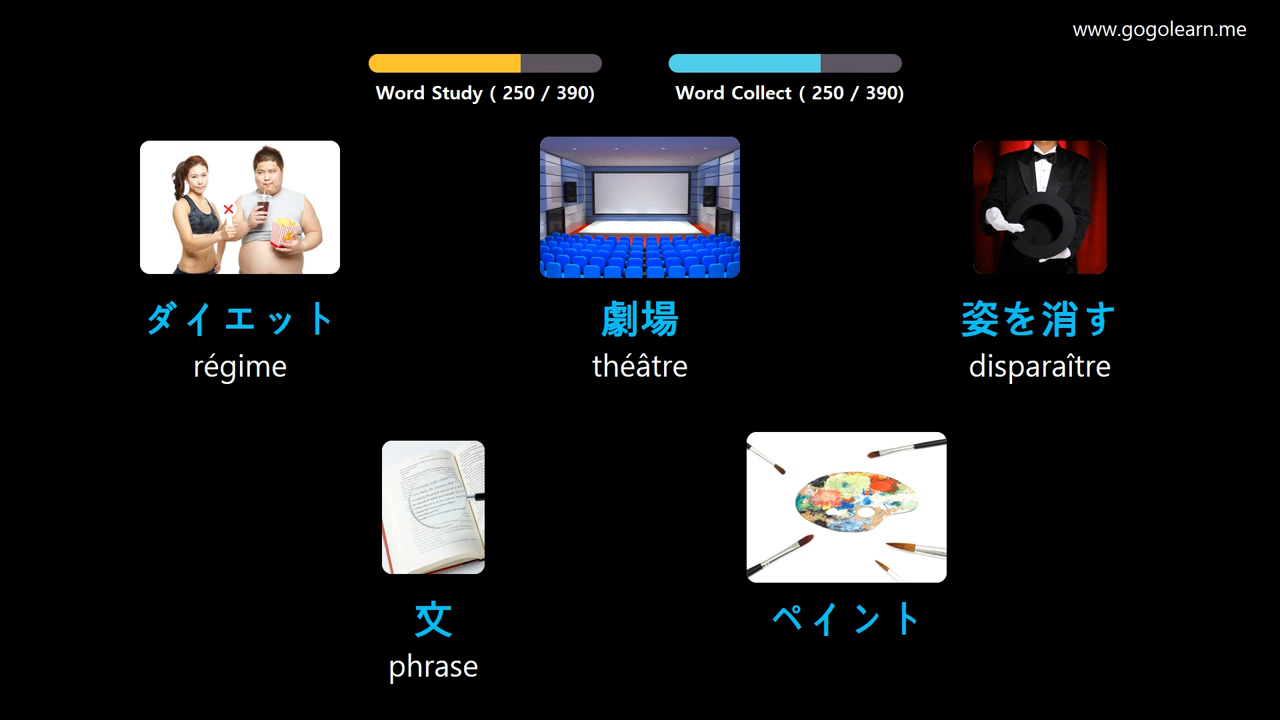 www.gogolearn.me
Word Study ( 250 / 390)
Word Collect ( 250 / 390)
ダイエット
régime
劇場
théâtre
姿を消す
disparaître
文
phrase
ペイント